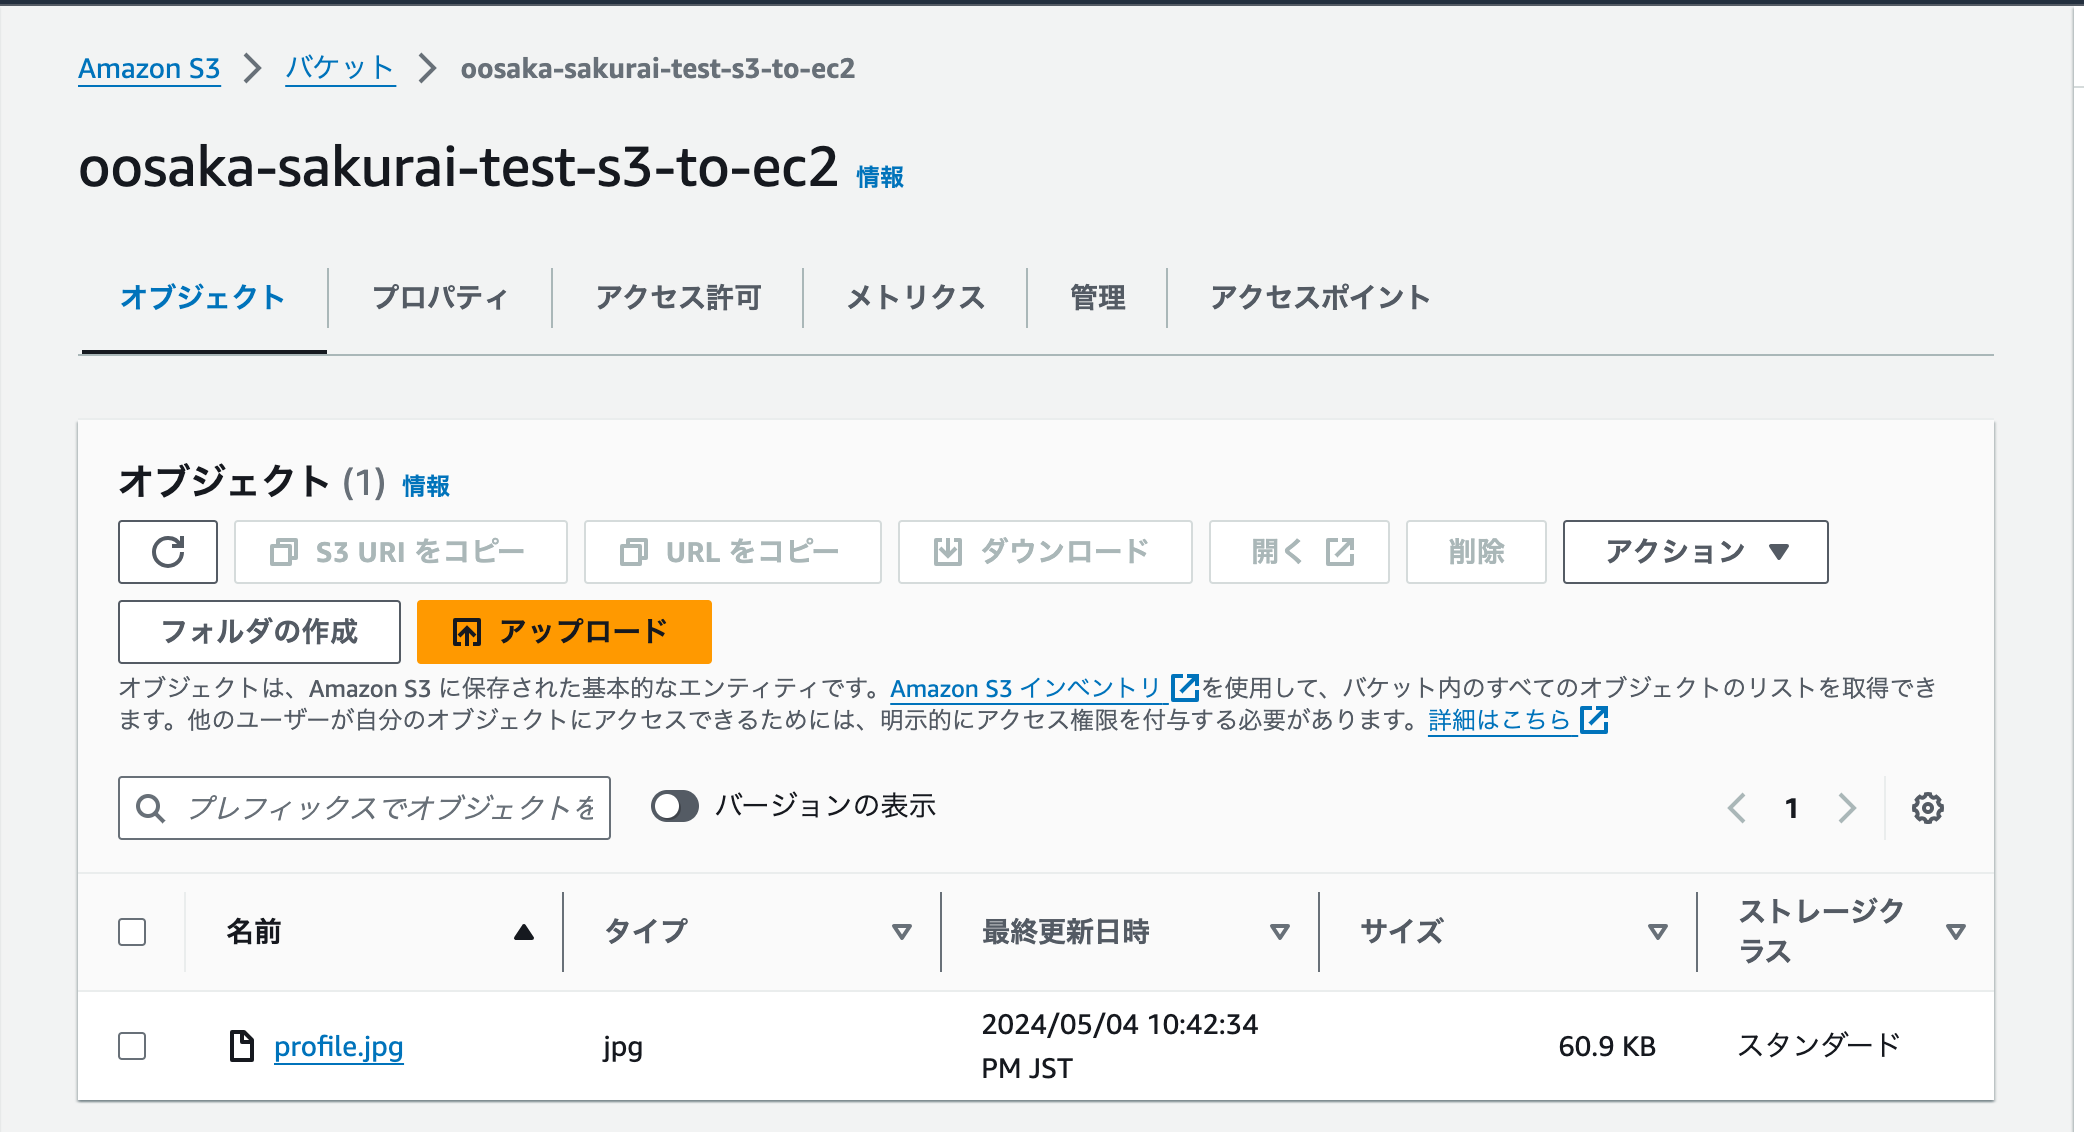 Amazon S3 バケット oosaka-sakurai-test-s3-to-ec2
oosaka-sakurai-test-s3-to-ec2 情報
オブジェクト プロパティ アクセス許可 メトリクス 管理 アクセスポイント
オブジェクト (1) 情報
S3 URI をコピー URL をコピー ダウンロード 開く 削除 アクション
フォルダの作成 アップロード
オブジェクトは、Amazon S3 に保存された基本的なエンティティです。Amazon S3 インベントリ を使用して、バケット内のすべてのオブジェクトのリストを取得でき
ます。他のユーザーが自分のオブジェクトにアクセスできるためには、明示的にアクセス権限を付与する必要があります。詳細はこちら
プレフィックスでオブジェクトを バージョンの表示 1
名前 タイプ 最終更新日時 サイズ ストレージク
ラス
profile.jpg jpg 2024/05/04 10:42:34 60.9 KB スタンダード
PM JST